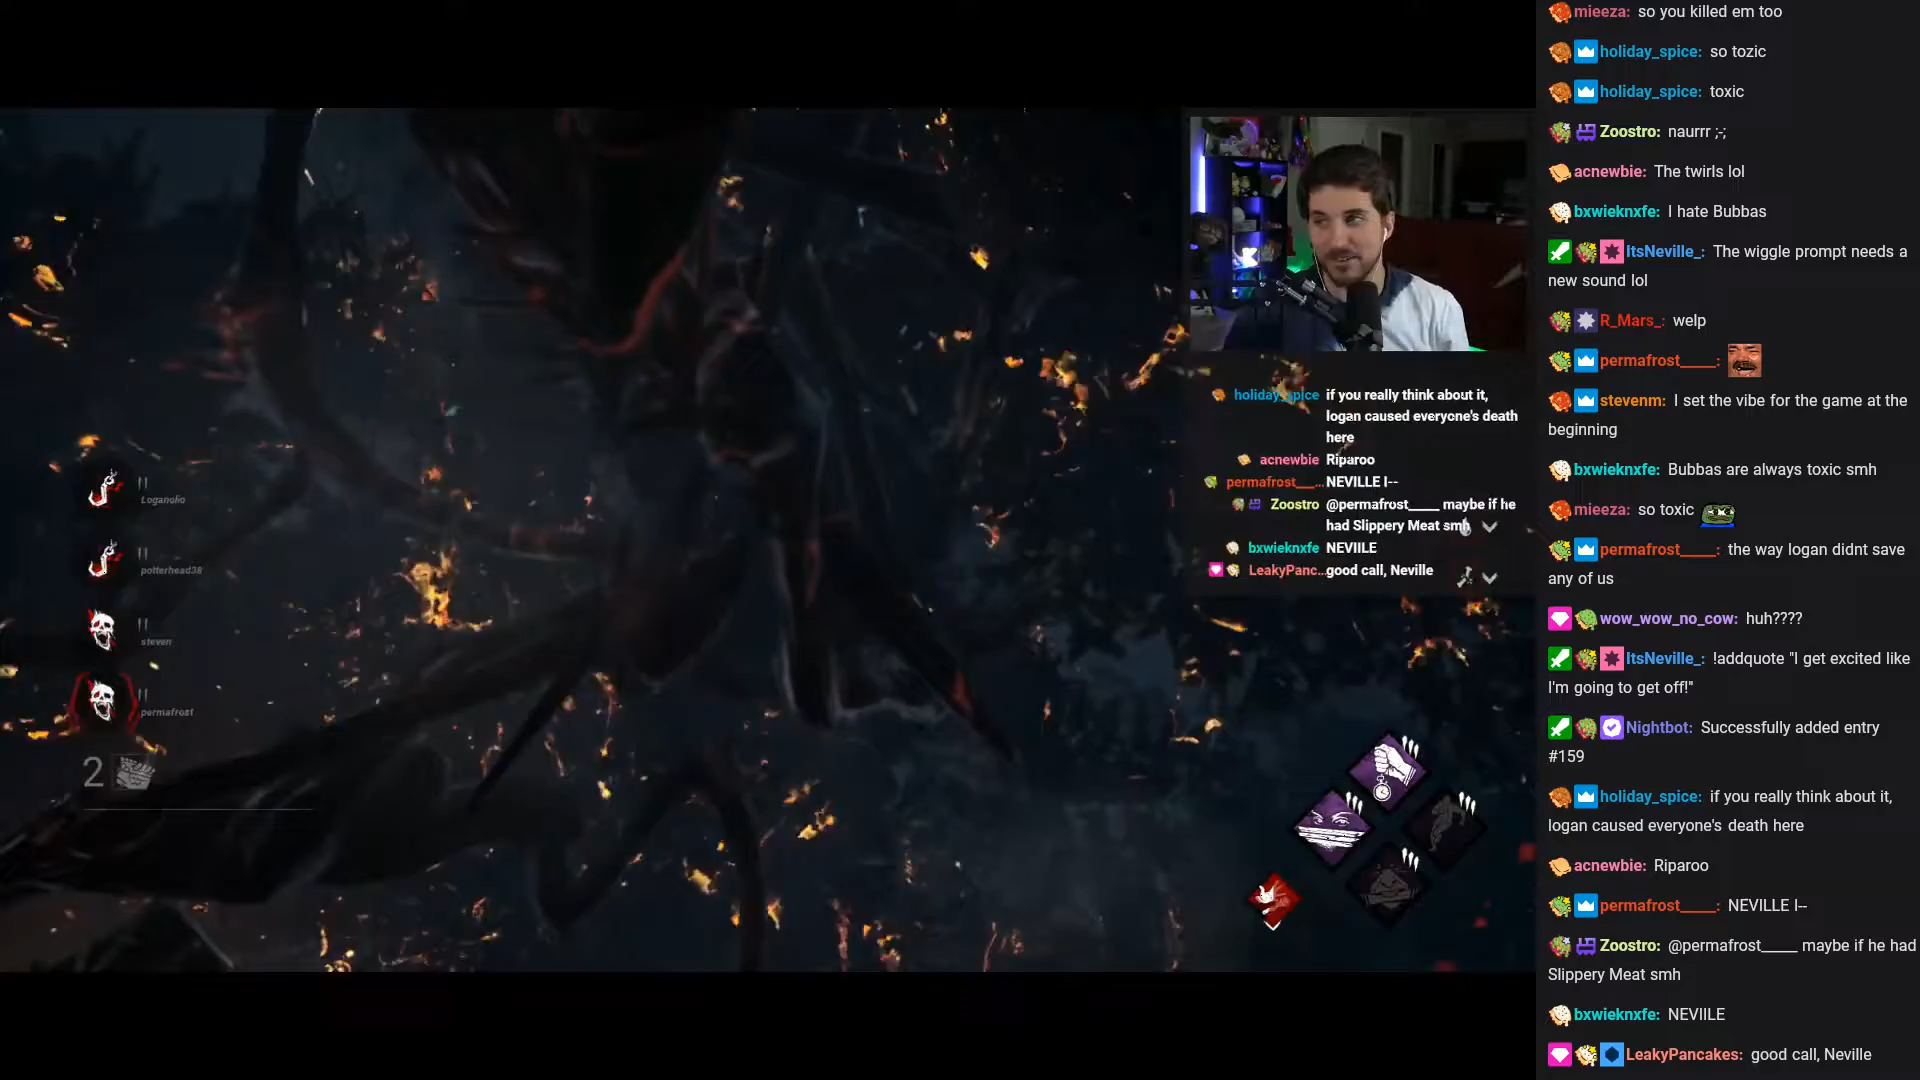 Loganolio
potterhead38
steven
permafrost
2
holiday_spice if you really think about it,
logan caused everyone's death
here
acnewbie Riparoo
permafrost___... NEVILLE I--
Zoostro @permafrost_____ maybe if he
had Slippery Meat smh
bxwieknxfe NEVIILE
LeakyPanc... good call, Neville
mieeza: so you killed em too
holiday_spice: so tozic
holiday_spice: toxic
Zoostro: naurrr ;-;
acnewbie: The twirls lol
bxwieknxfe: I hate Bubbas
ItsNeville_: The wiggle prompt needs a
new sound lol
R_Mars_: welp
permafrost_____:
stevenm: I set the vibe for the game at the
beginning
bxwieknxfe: Bubbas are always toxic smh
mieeza: so toxic
permafrost_____: the way logan didnt save
any of us
wow_wow_no_cow: huh????
ItsNeville_: !addquote "I get excited like
I'm going to get off!"
Nightbot: Successfully added entry
#159
holiday_spice: if you really think about it,
logan caused everyone's death here
acnewbie: Riparoo
permafrost_____: NEVILLE I--
Zoostro: @permafrost_____ maybe if he had
Slippery Meat smh
bxwieknxfe: NEVIILE
LeakyPancakes: good call, Neville